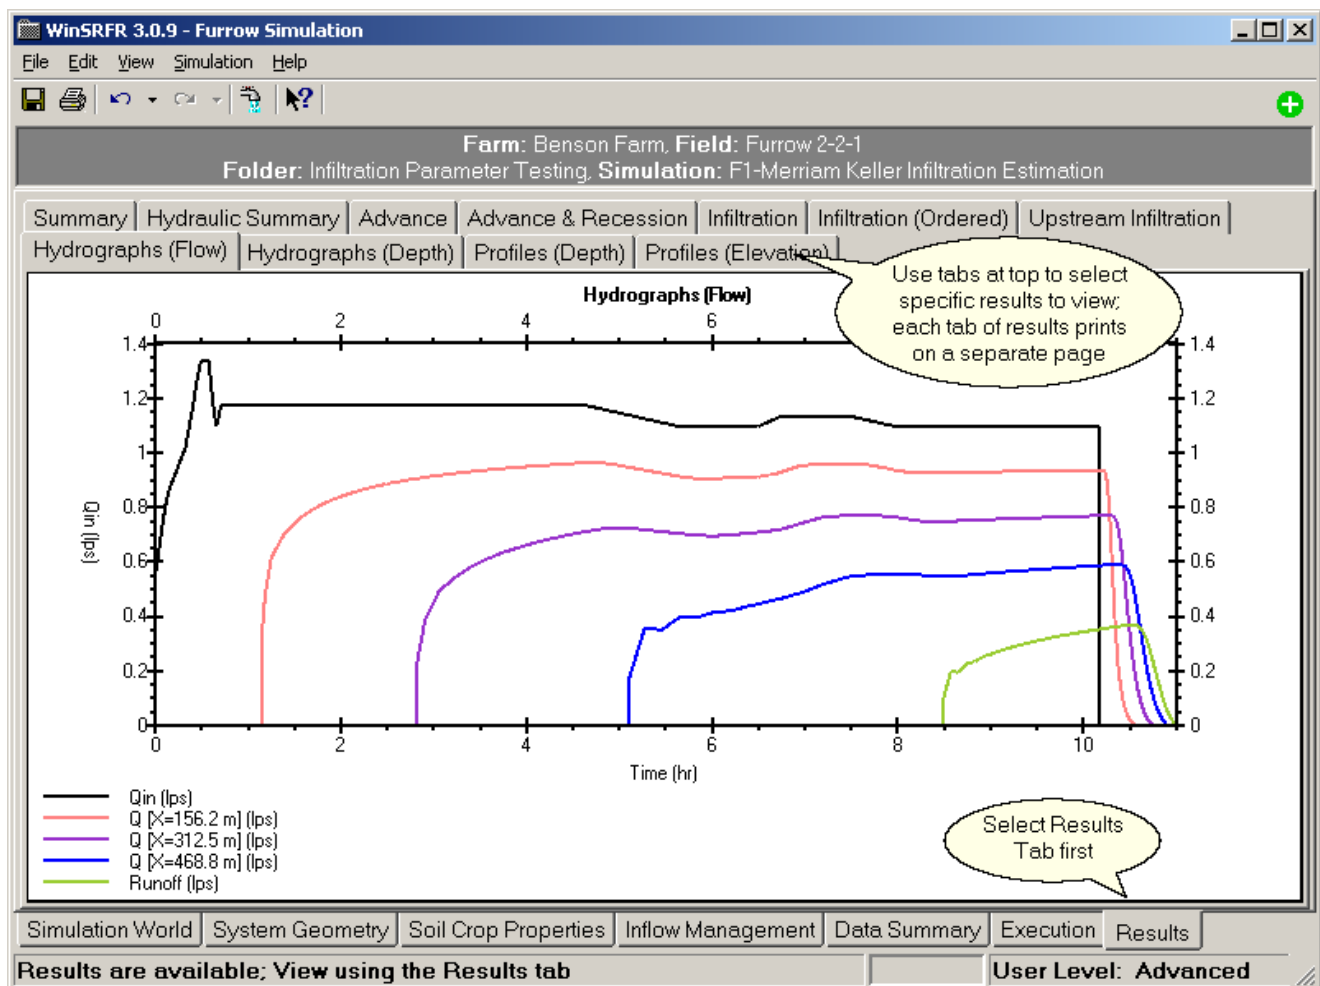 WinSRFR 3.0.9 - Furrow Simulation
File Edit View Simulation Help
Farm: Benson Farm, Field: Furrow 2-2-1
Folder: Infiltration Parameter Testing, Simulation: F1-Merriam Keller Infiltration Estimation
Summary Hydraulic Summary Advance Advance & Recession Infiltration Infiltration (Ordered) Upstream Infiltration
Hydrographs (Flow) Hydrographs (Depth) Profiles (Depth) Profiles (Elevation)
Use tabs at top to select
specific results to view;
each tab of results prints
on a separate page
Hydrographs (Flow)
0 2 4 6
1.4 1.4
1.2 1.2
1 1
0.8 0.8
0.6 0.6
0.4 0.4
0.2 0.2
0 0
Qin (lps)
0 2 4 6 8 10
Time (hr)
Qin (lps)
Q [X=156.2 m] (lps)
Q [X=312.5 m] (lps)
Q [X=468.8 m] (lps)
Runoff (lps)
Select Results
Tab first
Simulation World System Geometry Soil Crop Properties Inflow Management Data Summary Execution Results
Results are available; View using the Results tab User Level: Advanced